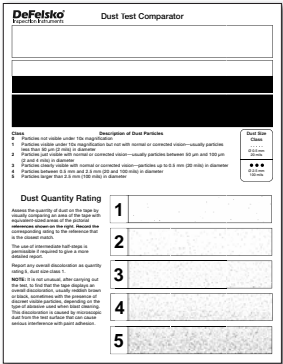 DeFelsko®
Inspection Instruments
Dust Test Comparator
Class Description of Dust Particles
0 Particles not visible under 10x magnification
1 Particles visible under 10x magnification but not with normal or corrected vision—usually particles
less than 50 μm (2 mils) in diameter
2 Particles just visible with normal or corrected vision—usually particles between 50 μm and 100 μm
(2 and 4 mils) in diameter
3 Particles clearly visible with normal or corrected vision—particles up to 0.5 mm (20 mils) in diameter
4 Particles between 0.5 mm and 2.5 mm (20 and 100 mils) in diameter
5 Particles larger than 2.5 mm (100 mils) in diameter
Dust Size
Class
Ø 0.5 mm
20 mils
Ø 2.5 mm
100 mils
Dust Quantity Rating
Assess the quantity of dust on the tape by
visually comparing an area of the tape with
equivalent-sized areas of the pictorial
references shown on the right. Record the
corresponding rating to the reference that
is the closest match.
The use of intermediate half-steps is
permissible if required to give a more
detailed report.
Report any overall discoloration as quantity
rating 5, dust size class 1.
NOTE: It is not unusual, after carrying out
the test, to find that the tape displays an
overall discoloration, usually reddish brown
or black, sometimes with the presence of
discreet visible particles, depending on the
type of abrasive used when blast cleaning.
This discoloration is caused by microscopic
dust from the test surface that can cause
serious interference with paint adhesion.
1
2
3
4
5